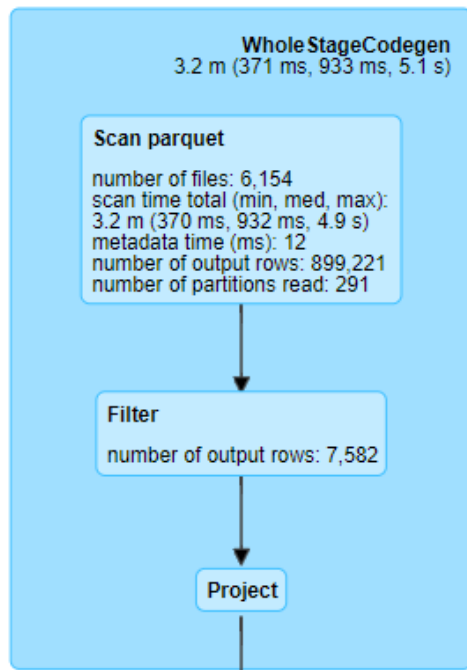 WholeStageCodegen
3.2 m (371 ms, 933 ms, 5.1 s)
Scan parquet
number of files: 6,154
scan time total (min, med, max):
3.2 m (370 ms, 932 ms, 4.9 s)
metadata time (ms): 12
number of output rows: 899,221
number of partitions read: 291
Filter
number of output rows: 7,582
Project